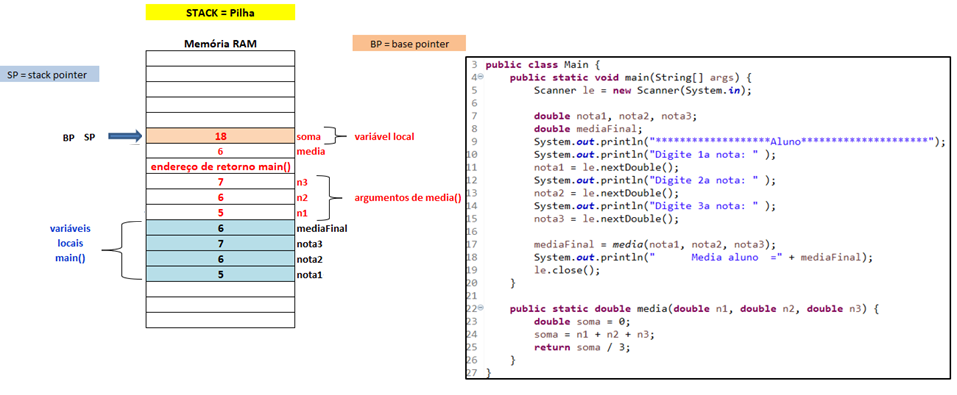 STACK = Pilha
Memória RAM
BP = base pointer
SP = stack pointer
BP SP
18 soma
variável local
6 media
endereço de retorno main()
7 n3
6 n2
argumentos de media()
5 n1
variáveis
locais
main()
6 mediaFinal
7 nota3
6 nota2
5 nota1
3 public class Main {
4 public static void main(String[] args) {
5 Scanner le = new Scanner(System.in);
6
7 double nota1, nota2, nota3;
8 double mediaFinal;
9 System.out.println("*******************Aluno*********************");
10 System.out.println("Digite 1a nota: " );
11 nota1 = le.nextDouble();
12 System.out.println("Digite 2a nota: " );
13 nota2 = le.nextDouble();
14 System.out.println("Digite 3a nota: " );
15 nota3 = le.nextDouble();
16
17 mediaFinal = media(nota1, nota2, nota3);
18 System.out.println("      Media aluno  =" + mediaFinal);
19 le.close();
20 }
21
22 public static double media(double n1, double n2, double n3) {
23 double soma = 0;
24 soma = n1 + n2 + n3;
25 return soma / 3;
26 }
27 }